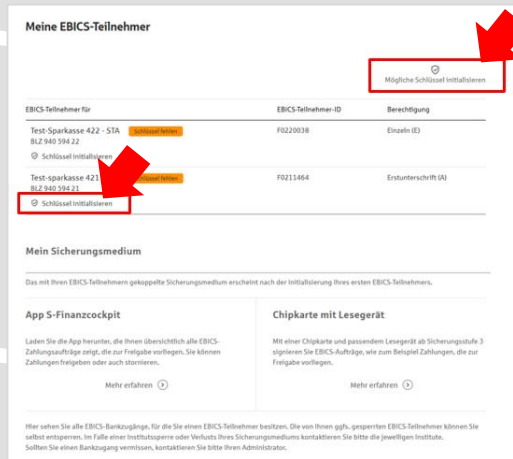 Meine EBICS-Teilnehmer
Mögliche Schlüssel initialisieren
EBICS-Teilnehmer für EBICS-Teilnehmer-ID Berechtigung
Test-Sparkasse 422 - STA Schlüssel fehlen F0220038 Einzeln (E)
BLZ 940 594 22
Schlüssel initialisieren
Test-sparkasse 421 Schlüssel fehlen F0211464 Erstunterschrift (A)
BLZ 940 594 21
Schlüssel initialisieren
Mein Sicherungsmedium
Das mit Ihren EBICS-Teilnehmern gekoppelte Sicherungsmedium erscheint nach der Initialisierung Ihres ersten EBICS-Teilnehmers.
App S-Finanzcockpit
Laden Sie die App herunter, die Ihnen übersichtlich alle EBICS-
Zahlungsaufträge zeigt, die zur Freigabe vorliegen. Sie können
Zahlungen freigeben oder auch stornieren.
Mehr erfahren
Chipkarte mit Lesegerät
Mit einer Chipkarte und passendem Lesegerät ab Sicherungsstufe 3
signieren Sie EBICS-Aufträge, wie zum Beispiel Zahlungen, die zur
Freigabe vorliegen.
Mehr erfahren
Hier sehen Sie alle EBICS-Bankzugänge, für die Sie einen EBICS-Teilnehmer besitzen. Die von Ihnen ggfs. gesperrten EBICS-Teilnehmer können Sie
selbst entsperren. Im Falle einer Institutssperre oder Verlusts Ihres Sicherungsmediums kontaktieren Sie bitte die jeweiligen Institute.
Sollten Sie einen Bankzugang vermissen, kontaktieren Sie bitte Ihren Administrator.